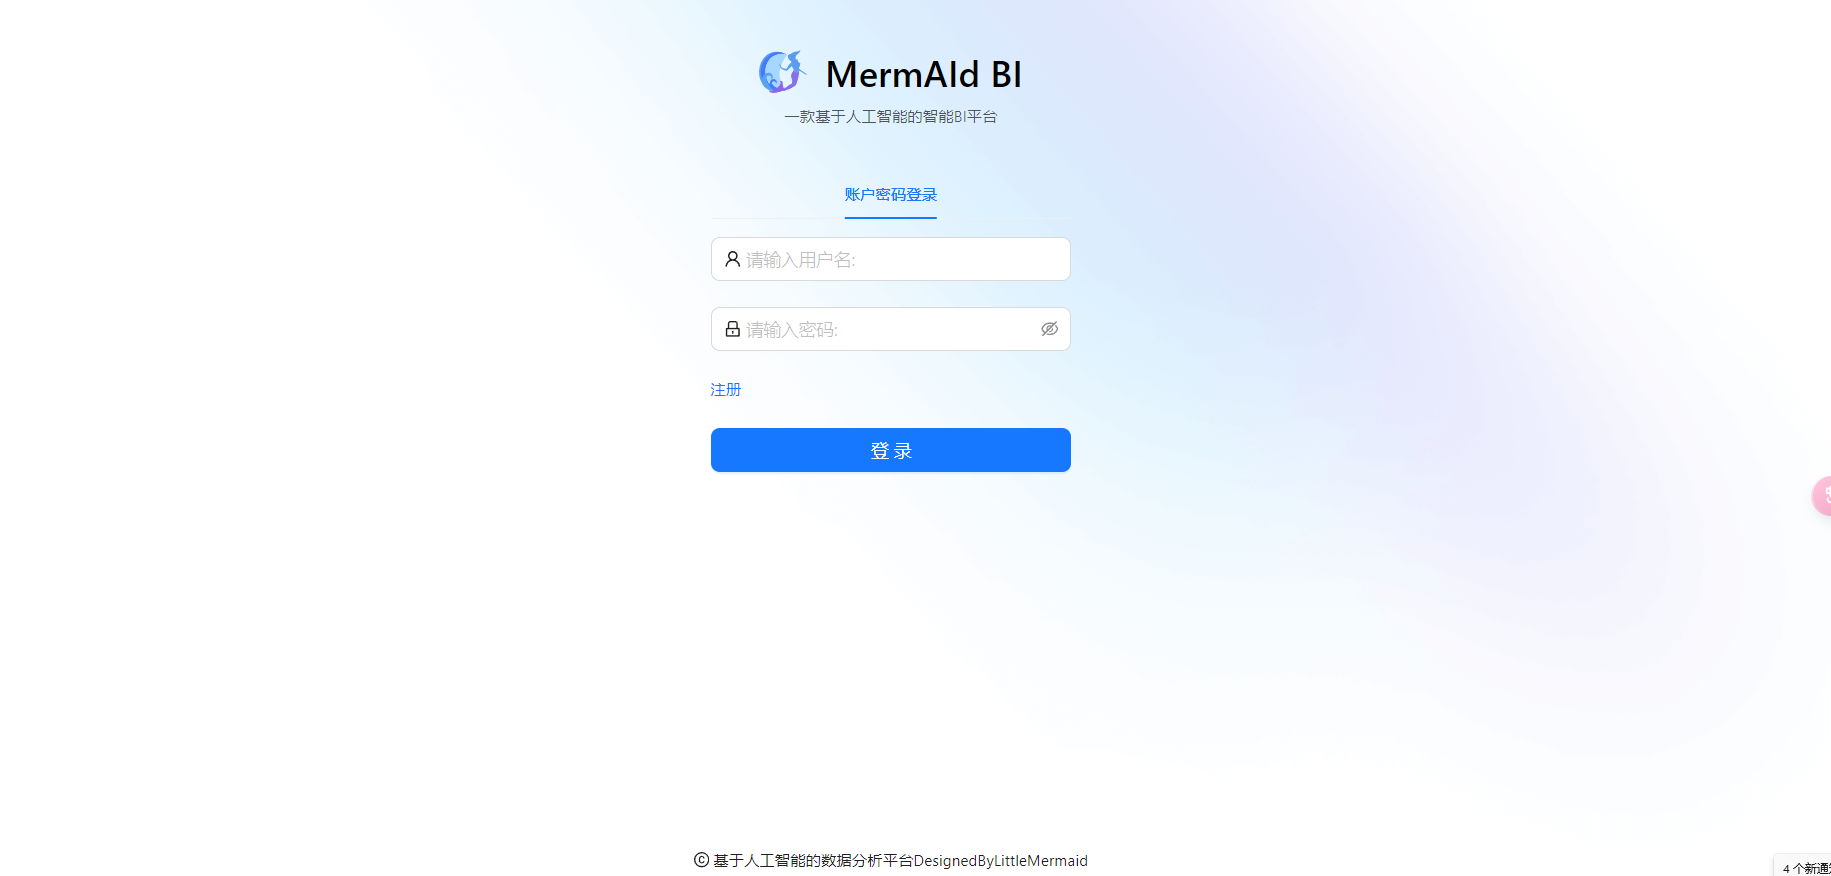 MermAId BI
一款基于人工智能的智能BI平台
账户密码登录
请输入用户名:
请输入密码:
注册
登录
© 基于人工智能的数据分析平台DesignedByLittleMermaid
4 个新通